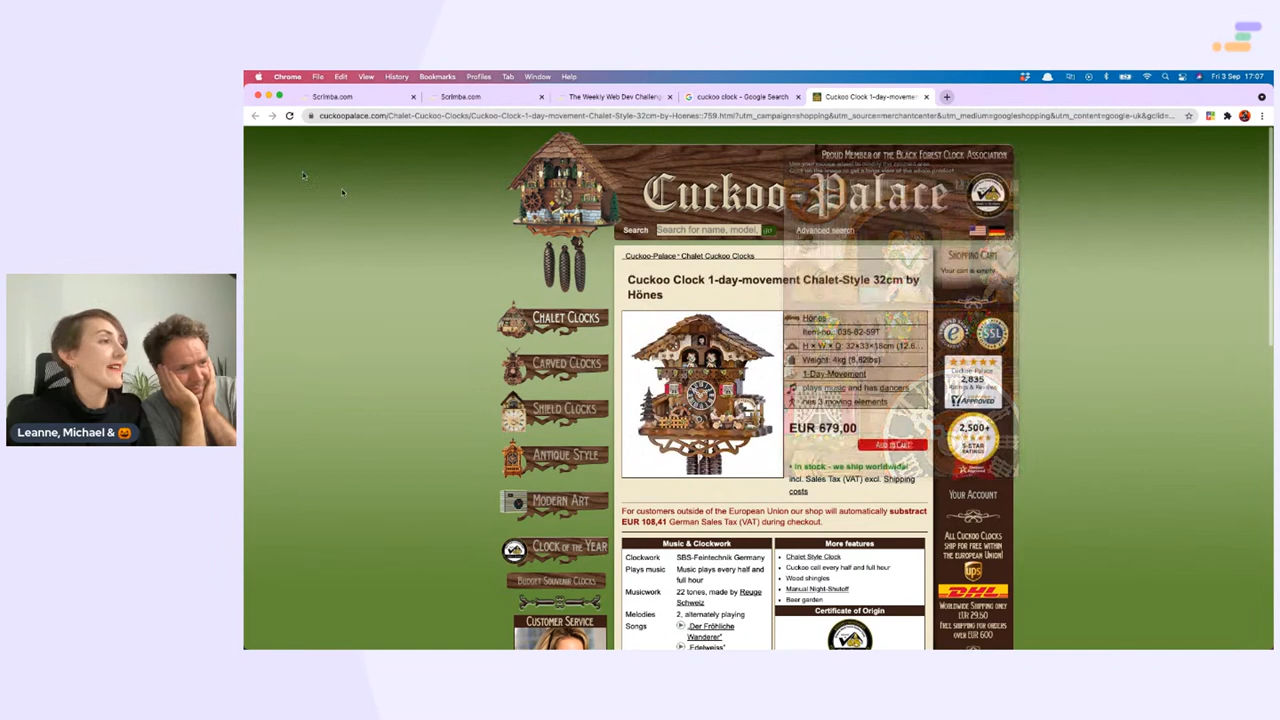 Chrome File Edit View History Bookmarks Profiles Tab Window Help Fri 3 Sep 17:07
Scrimba.com Scrimba.com The Weekly Web Dev Challen cuckoo clock - Google Search Cuckoo Clock 1-day-movement
cuckoopalace.com/Chalet-Cuckoo-Clocks/Cuckoo-Clock-1-day-movement-Chalet-Style-32cm-by-Hoenes::759.html?utm_campaign=shopping&utm_source=merchantcenter&utm_medium=googleshopping&utm_content=google-uk&gclid=...
Proud Member of the Black Forest Clock Association
Cuckoo-Palace
Search Search for name, model, go Advanced search
Cuckoo-Palace · Chalet Cuckoo Clocks
Cuckoo Clock 1-day-movement Chalet-Style 32cm by
Hönes
Hönes
Item-no.: 035-82-59T
H × W × D: 32×33×18cm (12.6...
Weight: 4kg (8,82lbs)
1-Day-Movement
plays music and has dancers
has 3 moving elements
EUR 679,00
Add to Cart
• In stock - we ship worldwide!
incl. Sales Tax (VAT) excl. Shipping
costs
For customers outside of the European Union our shop will automatically substract
EUR 108,41 German Sales Tax (VAT) during checkout.
Music & Clockwork
Clockwork SBS-Feintechnik Germany
Plays music Music plays every half and
full hour
Musicwork 22 tones, made by Reuge
Schweiz
Melodies 2, alternately playing
Songs „Der Fröhliche
Wanderer"
„Edelweiss"
More features
Chalet Style Clock
Cuckoo call every half and full hour
Wood shingles
Manual Night-Shutoff
Beer garden
Certificate of Origin
Chalet Clocks
Carved Clocks
Shield Clocks
Antique Style
Modern Art
Clock of the Year
Budget Souvenir Clocks
Customer Service
Shopping Cart
Your cart is empty.
SSL
Cuckoo-Palace
2,835
Ratings & Reviews
Approved
2,500+
5-Star
Ratings
Your Account
All Cuckoo Clocks
ship for free within
the European Union!
ups
DHL
Worldwide Shipping only
EUR 29.50
Free shipping for orders
over EUR 600
Leanne, Michael & 🎃